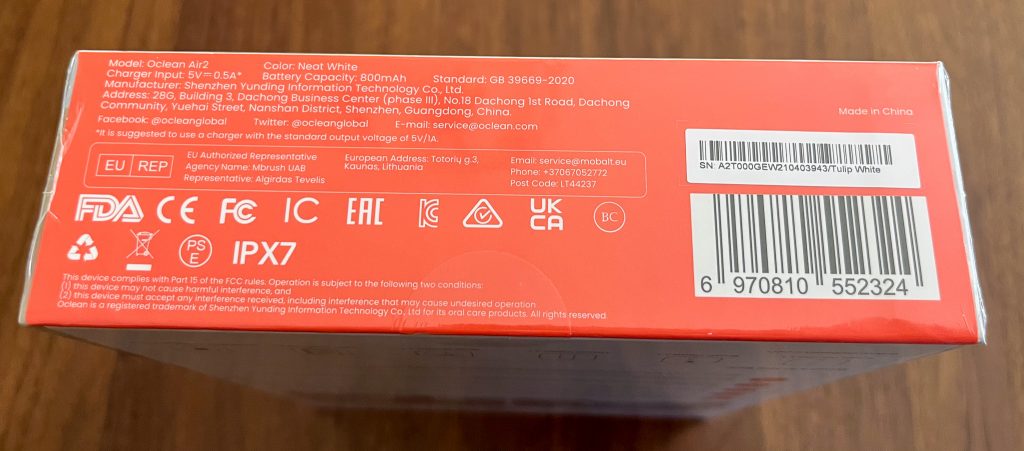 Model: Oclean Air2 Color: Neat White
Charger Input: 5V⎓0.5A* Battery Capacity: 800mAh Standard: GB 39669-2020
Manufacturer: Shenzhen Yunding Information Technology Co., Ltd.
Address: 28G, Building 3, Dachong Business Center (phase III), No.18 Dachong 1st Road, Dachong
Community, Yuehai Street, Nanshan District, Shenzhen, Guangdong, China.
Facebook: @ocleanglobal Twitter: @ocleanglobal E-mail: service@oclean.com
*It is suggested to use a charger with the standard output voltage of 5V/1A.
Made in China
SN: A2T000GEW210403943/Tulip White
EU REP
EU Authorized Representative
Agency Name: Mbrush UAB
Representative: Algirdas Tevelis
European Address: Totorių g.3,
Kaunas, Lithuania
Email: service@mobalt.eu
Phone: +37067052772
Post Code: LT44237
FDA CE FC IC EAC KC UK CA BC
PS E IPX7
6 970810 552324
This device complies with Part 15 of the FCC rules. Operation is subject to the following two conditions:
(1) this device may not cause harmful interference, and
(2) this device must accept any interference received, including interference that may cause undesired operation.
Oclean is a registered trademark of Shenzhen Yunding Information Technology Co., Ltd for its oral care products. All rights reserved.